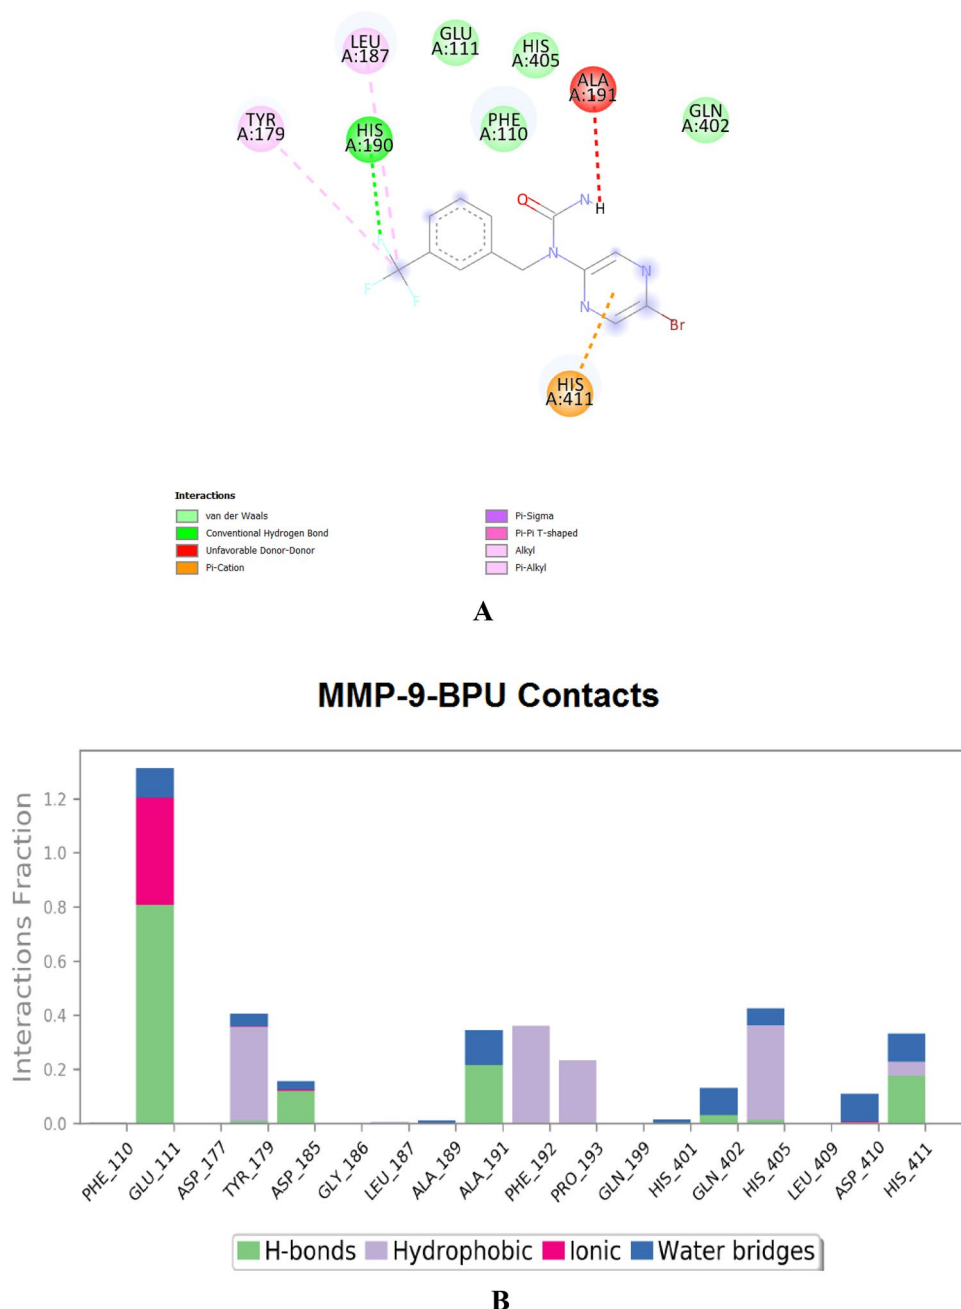 LEU
A:187
GLU
A:111
HIS
A:405
ALA
A:191
TYR
A:179
HIS
A:190
PHE
A:110
GLN
A:402
O
N
H
F
N
N
F
F
N
Br
HIS
A:411
Interactions
van der Waals
Conventional Hydrogen Bond
Unfavorable Donor-Donor
Pi-Cation
Pi-Sigma
Pi-Pi T-shaped
Alkyl
Pi-Alkyl
A
MMP-9-BPU Contacts
Interactions Fraction
1.2
1.0
0.8
0.6
0.4
0.2
0.0
PHE_110
GLU_111
ASP_177
TYR_179
ASP_185
GLY_186
LEU_187
ALA_189
ALA_191
PHE_192
PRO_193
GLN_199
HIS_401
GLN_402
HIS_405
LEU_409
ASP_410
HIS_411
H-bonds Hydrophobic Ionic Water bridges
B